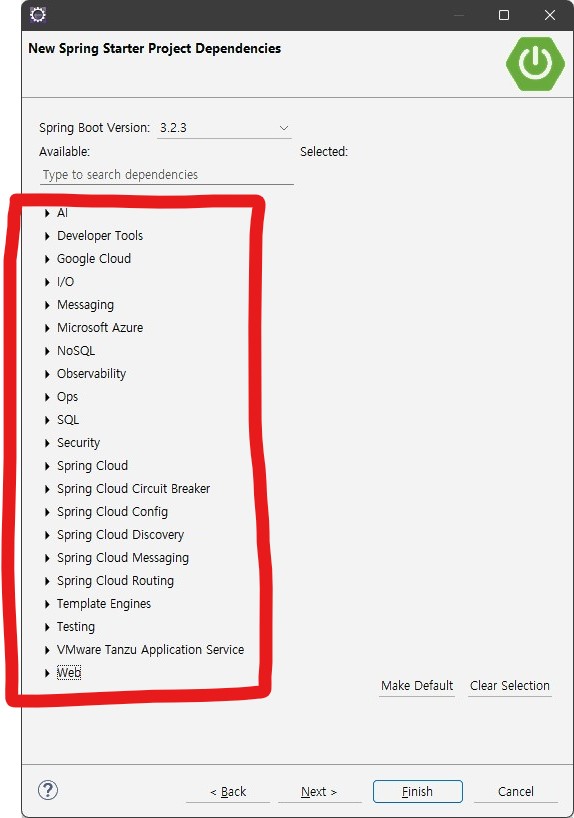 New Spring Starter Project Dependencies
Spring Boot Version: 3.2.3
Available: Selected:
Type to search dependencies
AI
Developer Tools
Google Cloud
I/O
Messaging
Microsoft Azure
NoSQL
Observability
Ops
SQL
Security
Spring Cloud
Spring Cloud Circuit Breaker
Spring Cloud Config
Spring Cloud Discovery
Spring Cloud Messaging
Spring Cloud Routing
Template Engines
Testing
VMware Tanzu Application Service
Web
Make Default Clear Selection
? < Back Next > Finish Cancel